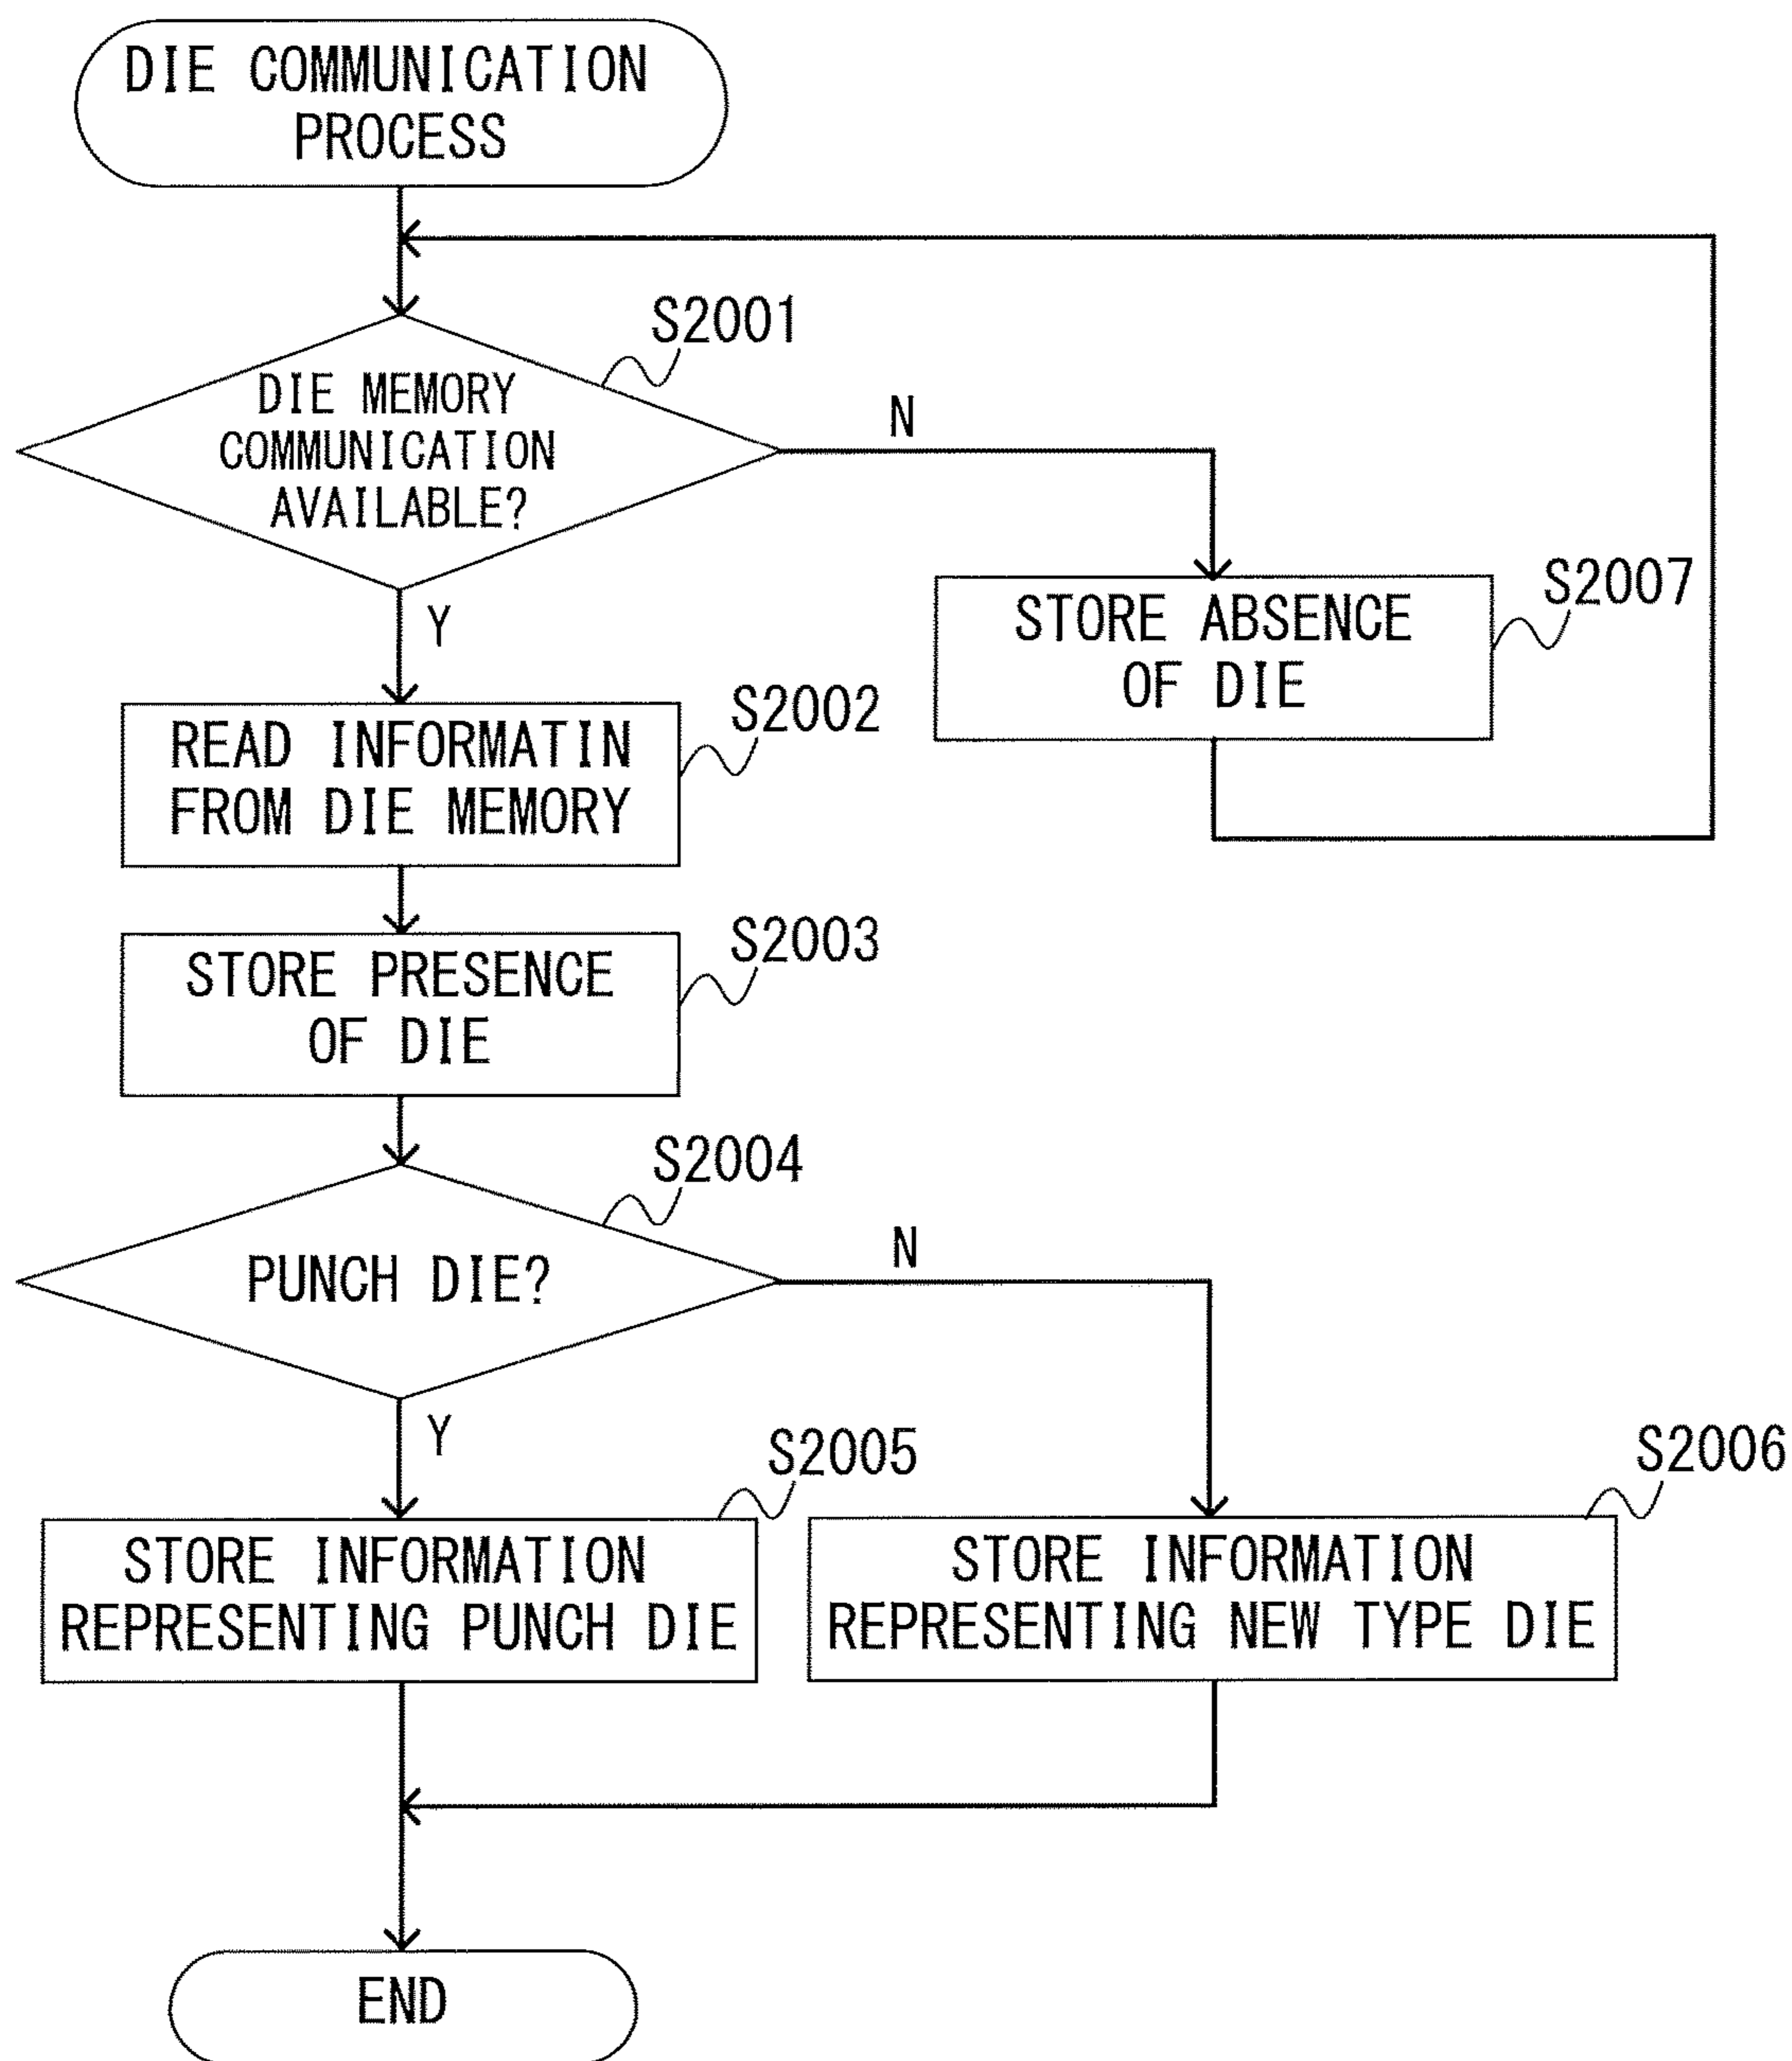 DIE COMMUNICATION
PROCESS
S2001
DIE MEMORY
COMMUNICATION
AVAILABLE?
N
Y
S2007
STORE ABSENCE
OF DIE
S2002
READ INFORMATIN
FROM DIE MEMORY
S2003
STORE PRESENCE
OF DIE
S2004
PUNCH DIE?
N
Y
S2005
STORE INFORMATION
REPRESENTING PUNCH DIE
S2006
STORE INFORMATION
REPRESENTING NEW TYPE DIE
END